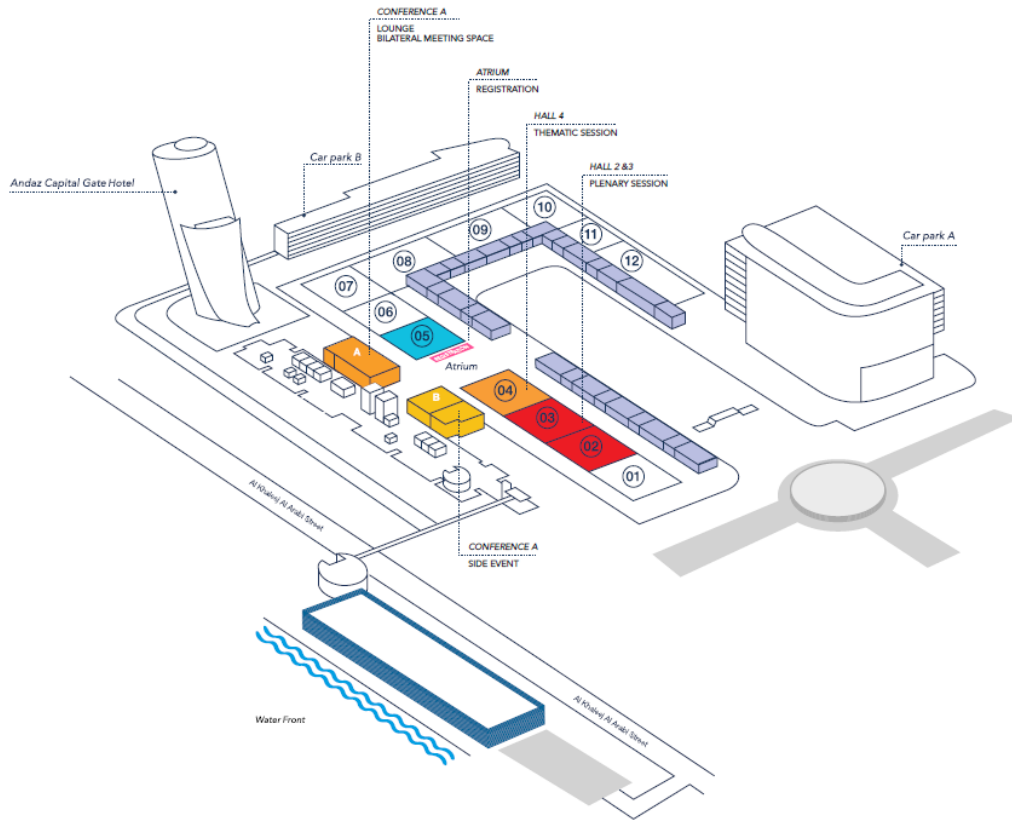 CONFERENCE A
LOUNGE
BILATERAL MEETING SPACE
ATRIUM
REGISTRATION
HALL 4
THEMATIC SESSION
HALL 2 &3
PLENARY SESSION
Car park B
Andaz Capital Gate Hotel
Car park A
10
09
11
12
08
07
06
05
REGISTRATION
Atrium
A
B
04
03
02
01
Al Khaleej Al Arabi Street
CONFERENCE A
SIDE EVENT
Water Front
Al Khaleej Al Arabi Street